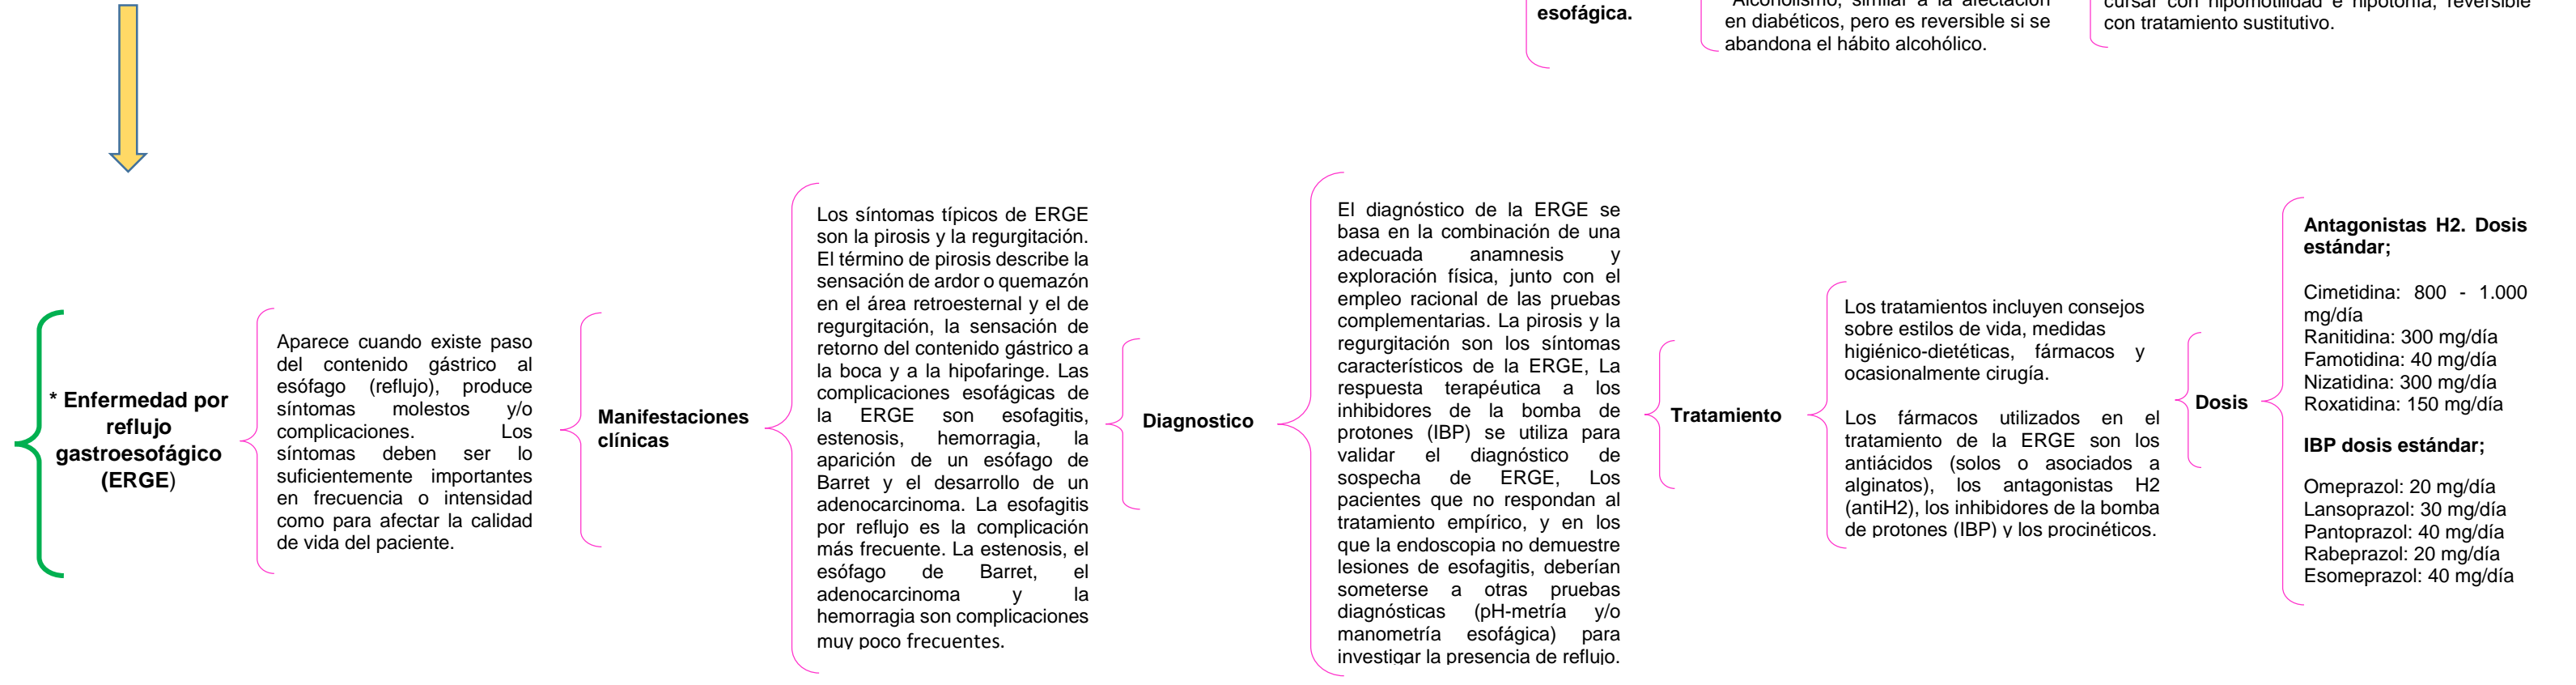 esofágica.
Alcoholismo, similar a la afectación
en diabéticos, pero es reversible si se
abandona el hábito alcohólico.
cursar con hipomotilidad e hipotonía, reversible
con tratamiento sustitutivo.
* Enfermedad por
reflujo
gastroesofágico
(ERGE)
Aparece cuando existe paso
del contenido gástrico al
esófago (reflujo), produce
síntomas molestos y/o
complicaciones. Los
síntomas deben ser lo
suficientemente importantes
en frecuencia o intensidad
como para afectar la calidad
de vida del paciente.
Manifestaciones
clínicas
Los síntomas típicos de ERGE
son la pirosis y la regurgitación.
El término de pirosis describe la
sensación de ardor o quemazón
en el área retroesternal y el de
regurgitación, la sensación de
retorno del contenido gástrico a
la boca y a la hipofaringe. Las
complicaciones esofágicas de
la ERGE son esofagitis,
estenosis, hemorragia, la
aparición de un esófago de
Barret y el desarrollo de un
adenocarcinoma. La esofagitis
por reflujo es la complicación
más frecuente. La estenosis, el
esófago de Barret, el
adenocarcinoma y la
hemorragia son complicaciones
muy poco frecuentes.
Diagnostico
El diagnóstico de la ERGE se
basa en la combinación de una
adecuada anamnesis y
exploración física, junto con el
empleo racional de las pruebas
complementarias. La pirosis y la
regurgitación son los síntomas
característicos de la ERGE, La
respuesta terapéutica a los
inhibidores de la bomba de
protones (IBP) se utiliza para
validar el diagnóstico de
sospecha de ERGE, Los
pacientes que no respondan al
tratamiento empírico, y en los
que la endoscopia no demuestre
lesiones de esofagitis, deberían
someterse a otras pruebas
diagnósticas (pH-metría y/o
manometría esofágica) para
investigar la presencia de reflujo.
Tratamiento
Los tratamientos incluyen consejos
sobre estilos de vida, medidas
higiénico-dietéticas, fármacos y
ocasionalmente cirugía.
Los fármacos utilizados en el
tratamiento de la ERGE son los
antiácidos (solos o asociados a
alginatos), los antagonistas H2
(antiH2), los inhibidores de la bomba
de protones (IBP) y los procinéticos.
Dosis
Antagonistas H2. Dosis
estándar;
Cimetidina: 800 - 1.000
mg/día
Ranitidina: 300 mg/día
Famotidina: 40 mg/día
Nizatidina: 300 mg/día
Roxatidina: 150 mg/día
IBP dosis estándar;
Omeprazol: 20 mg/día
Lansoprazol: 30 mg/día
Pantoprazol: 40 mg/día
Rabeprazol: 20 mg/día
Esomeprazol: 40 mg/día